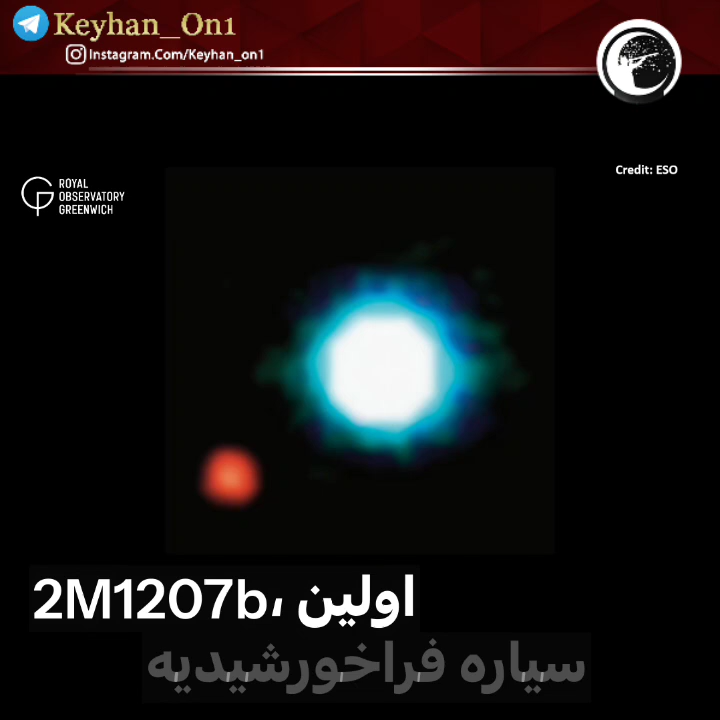 Keyhan_On1
Instagram.Com/Keyhan_on1
ROYAL
OBSERVATORY
GREENWICH
Credit: ESO
2M1207b، اولین
سیاره فراخورشیدیه